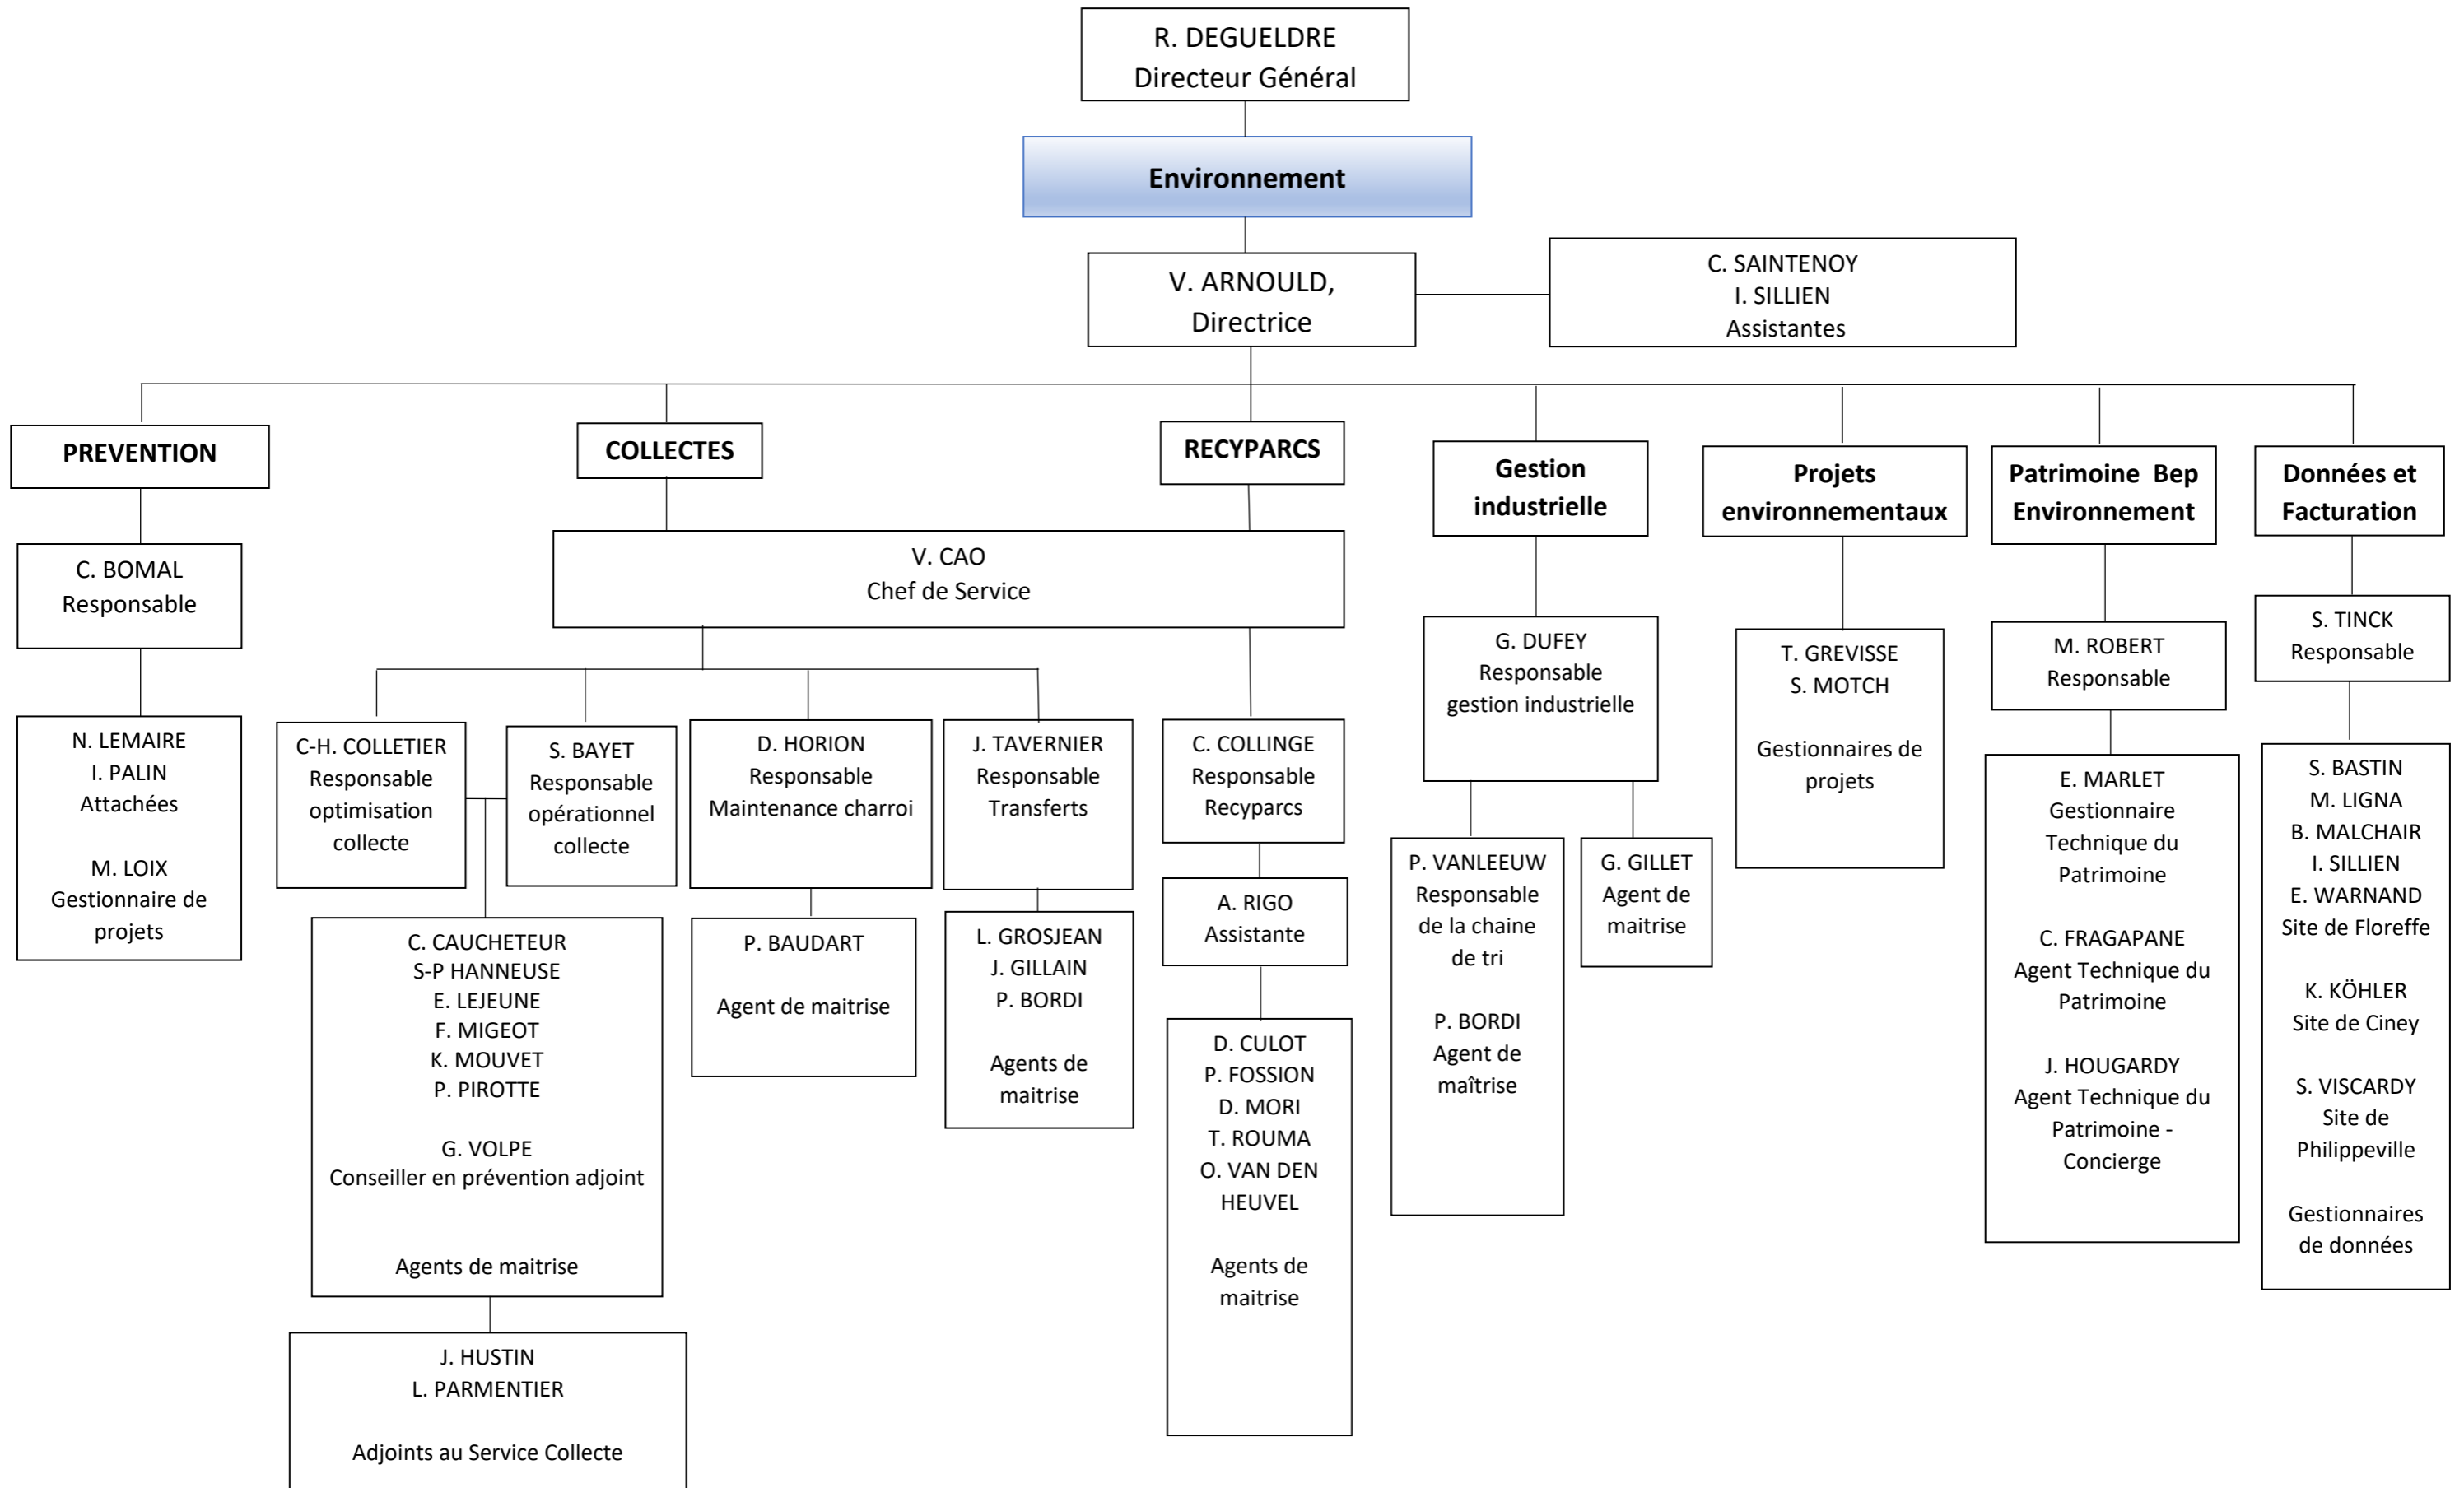 R. DEGUELDRE
Directeur Général
Environnement
V. ARNOULD,
Directrice
C. SAINTENOY
I. SILLIEN
Assistantes
PREVENTION
COLLECTES
RECYPARCS
Gestion
industrielle
Projets
environnementaux
Patrimoine  Bep
Environnement
Données et
Facturation
C. BOMAL
Responsable
V. CAO
Chef de Service
G. DUFEY
Responsable
gestion industrielle
T. GREVISSE
S. MOTCH
Gestionnaires de
projets
M. ROBERT
Responsable
S. TINCK
Responsable
N. LEMAIRE
I. PALIN
Attachées
M. LOIX
Gestionnaire de
projets
C-H. COLLETIER
Responsable
optimisation
collecte
S. BAYET
Responsable
opérationnel
collecte
D. HORION
Responsable
Maintenance charroi
J. TAVERNIER
Responsable
Transferts
C. COLLINGE
Responsable
Recyparcs
P. VANLEEUW
Responsable
de la chaine
de tri
P. BORDI
Agent de
maîtrise
G. GILLET
Agent de
maitrise
E. MARLET
Gestionnaire
Technique du
Patrimoine
C. FRAGAPANE
Agent Technique du
Patrimoine
J. HOUGARDY
Agent Technique du
Patrimoine -
Concierge
S. BASTIN
M. LIGNA
B. MALCHAIR
I. SILLIEN
E. WARNAND
Site de Floreffe
K. KÖHLER
Site de Ciney
S. VISCARDY
Site de
Philippeville
Gestionnaires
de données
C. CAUCHETEUR
S-P HANNEUSE
E. LEJEUNE
F. MIGEOT
K. MOUVET
P. PIROTTE
G. VOLPE
Conseiller en prévention adjoint
Agents de maitrise
P. BAUDART
Agent de maitrise
L. GROSJEAN
J. GILLAIN
P. BORDI
Agents de
maitrise
A. RIGO
Assistante
D. CULOT
P. FOSSION
D. MORI
T. ROUMA
O. VAN DEN
HEUVEL
Agents de
maitrise
J. HUSTIN
L. PARMENTIER
Adjoints au Service Collecte